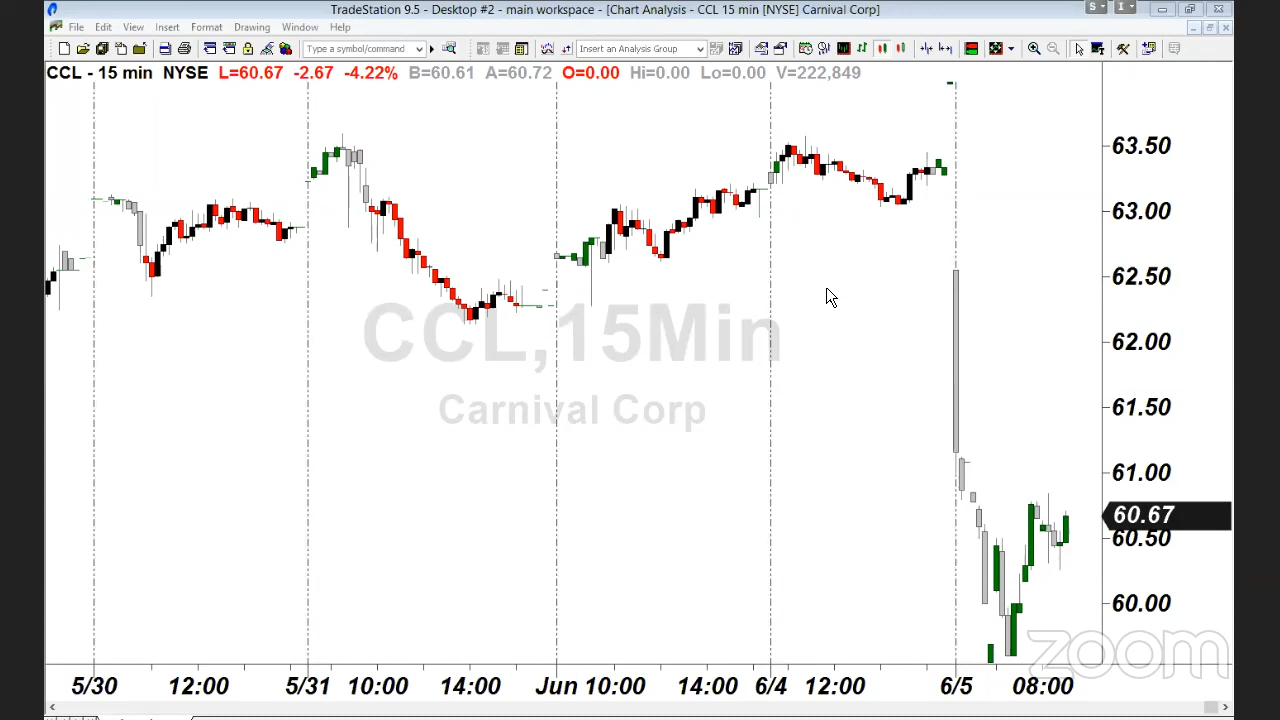 TradeStation 9.5 - Desktop #2 - main workspace - [Chart Analysis - CCL 15 min [NYSE] Carnival Corp]
S I
File Edit View Insert Format Drawing Window Help
Type a symbol/command Insert an Analysis Group
CCL - 15 min NYSE L=60.67 -2.67 -4.22% B=60.61 A=60.72 O=0.00 Hi=0.00 Lo=0.00 V=222,849
63.50
63.00
62.50
62.00
CCL,15Min
Carnival Corp
61.50
61.00
60.67
60.50
60.00
zoom
5/30 12:00 5/31 10:00 14:00 Jun 10:00 14:00 6/4 12:00 6/5 08:00